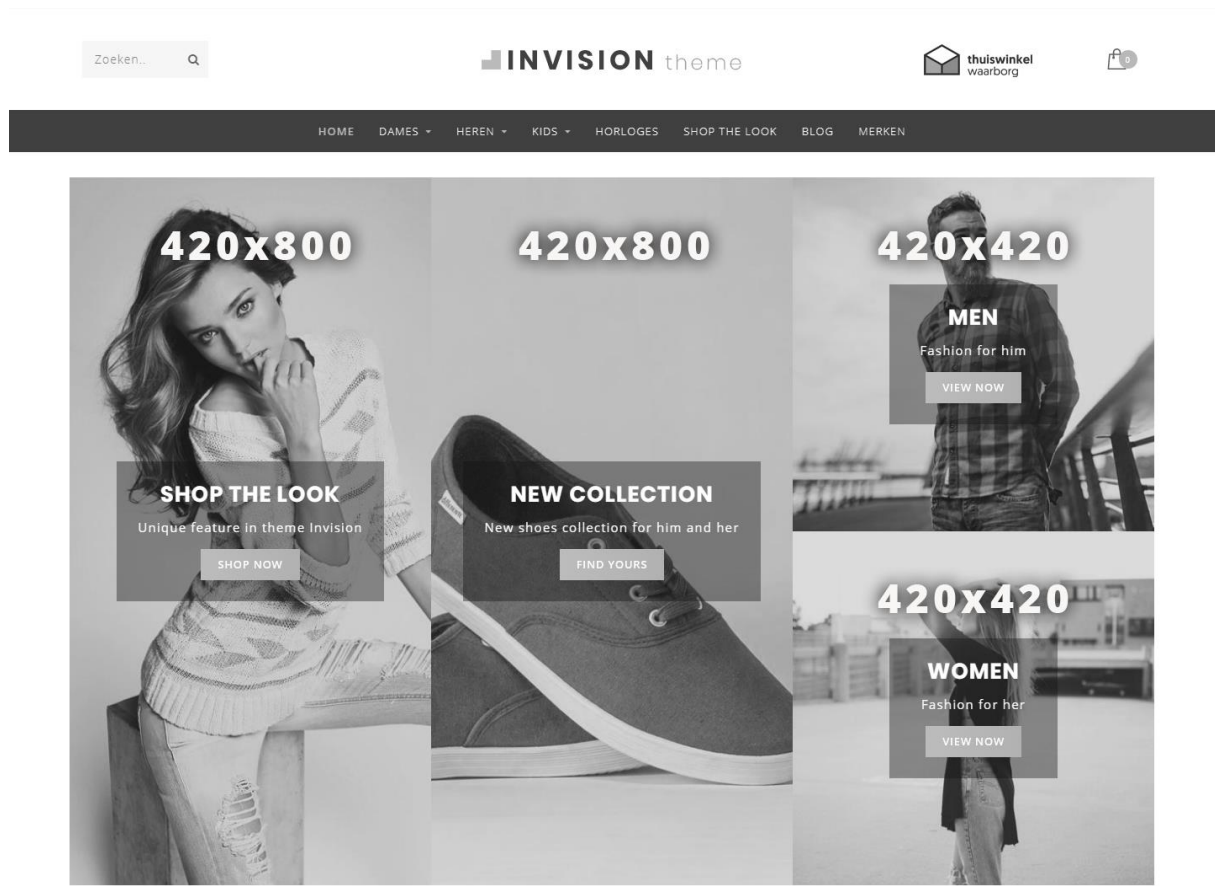 Zoeken..
INVISION theme
thuiswinkel
waarborg
0
HOME DAMES HEREN KIDS HORLOGES SHOP THE LOOK BLOG MERKEN
420x800
SHOP THE LOOK
Unique feature in theme Invision
SHOP NOW
420x800
NEW COLLECTION
New shoes collection for him and her
FIND YOURS
420x420
MEN
Fashion for him
VIEW NOW
420x420
WOMEN
Fashion for her
VIEW NOW